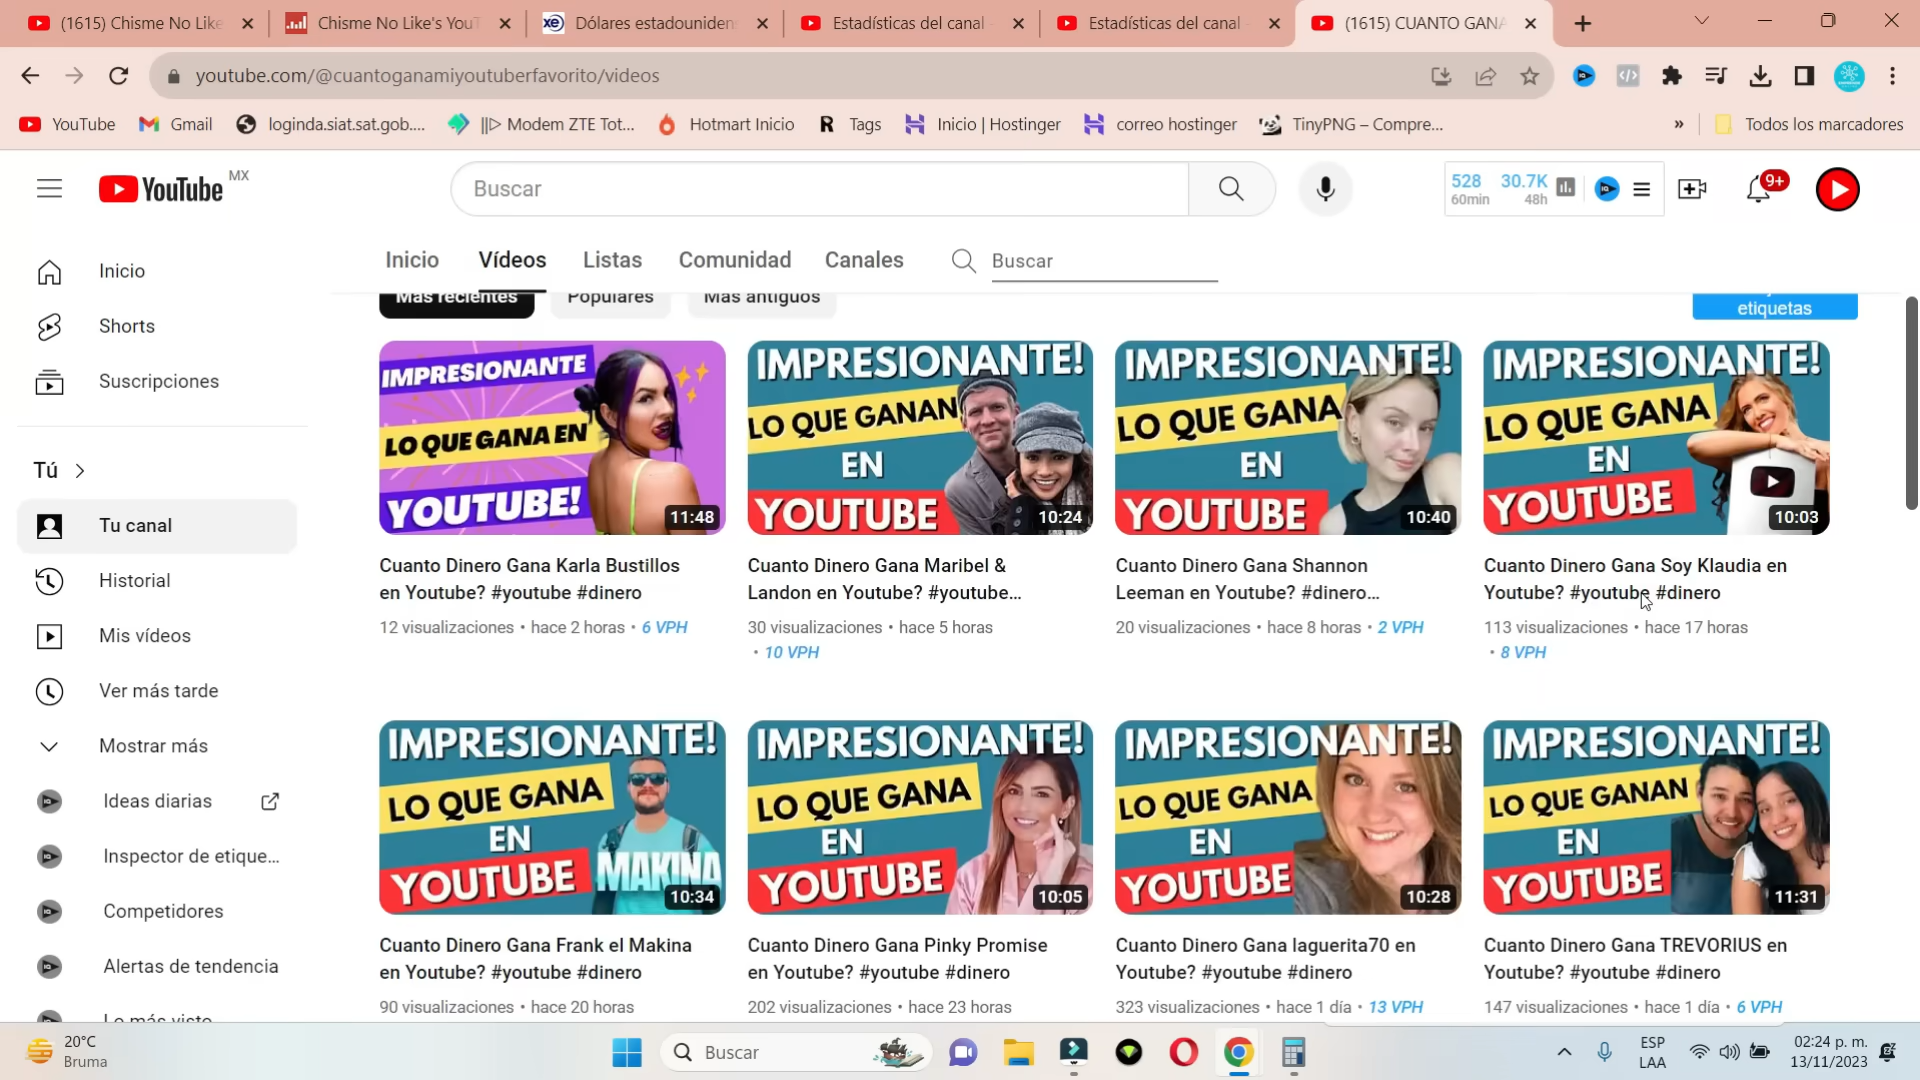 (1615) Chisme No Like
Chisme No Like's YouT
Dólares estadouniden
Estadísticas del canal -
Estadísticas del canal -
(1615) CUANTO GANA
youtube.com/@cuantoganamiyoutuberfavorito/videos
YouTube
Gmail
loginda.siat.sat.gob....
||▷ Modem ZTE Tot...
Hotmart Inicio
Tags
Inicio | Hostinger
correo hostinger
TinyPNG – Compre...
»
Todos los marcadores
YouTube MX
Buscar
528 30.7K
60min 48h
9+
Inicio
Vídeos
Listas
Comunidad
Canales
Buscar
Más recientes
Populares
Más antiguos
etiquetas
Inicio
Shorts
Suscripciones
Tú
Tu canal
Historial
Mis vídeos
Ver más tarde
Mostrar más
Ideas diarias
Inspector de etique...
Competidores
Alertas de tendencia
Lo más visto
IMPRESIONANTE
LO QUE GANA EN
YOUTUBE!
11:48
Cuanto Dinero Gana Karla Bustillos
en Youtube? #youtube #dinero
12 visualizaciones • hace 2 horas • 6 VPH
IMPRESIONANTE!
LO QUE GANAN
EN
YOUTUBE
10:24
Cuanto Dinero Gana Maribel &
Landon en Youtube? #youtube...
30 visualizaciones • hace 5 horas
• 10 VPH
IMPRESIONANTE!
LO QUE GANA
EN
YOUTUBE
10:40
Cuanto Dinero Gana Shannon
Leeman en Youtube? #dinero...
20 visualizaciones • hace 8 horas • 2 VPH
IMPRESIONANTE!
LO QUE GANA
EN
YOUTUBE
10:03
Cuanto Dinero Gana Soy Klaudia en
Youtube? #youtube #dinero
113 visualizaciones • hace 17 horas
• 8 VPH
IMPRESIONANTE!
LO QUE GANA
EN
YOUTUBE
MAKINA
10:34
Cuanto Dinero Gana Frank el Makina
en Youtube? #youtube #dinero
90 visualizaciones • hace 20 horas
IMPRESIONANTE!
LO QUE GANA
EN
YOUTUBE
10:05
Cuanto Dinero Gana Pinky Promise
en Youtube? #youtube #dinero
202 visualizaciones • hace 23 horas
IMPRESIONANTE!
LO QUE GANA
EN
YOUTUBE
10:28
Cuanto Dinero Gana laguerita70 en
Youtube? #youtube #dinero
323 visualizaciones • hace 1 día • 13 VPH
IMPRESIONANTE!
LO QUE GANAN
EN
YOUTUBE
11:31
Cuanto Dinero Gana TREVORIUS en
Youtube? #youtube #dinero
147 visualizaciones • hace 1 día • 6 VPH
20°C
Bruma
Buscar
ESP
LAA
02:24 p. m.
13/11/2023